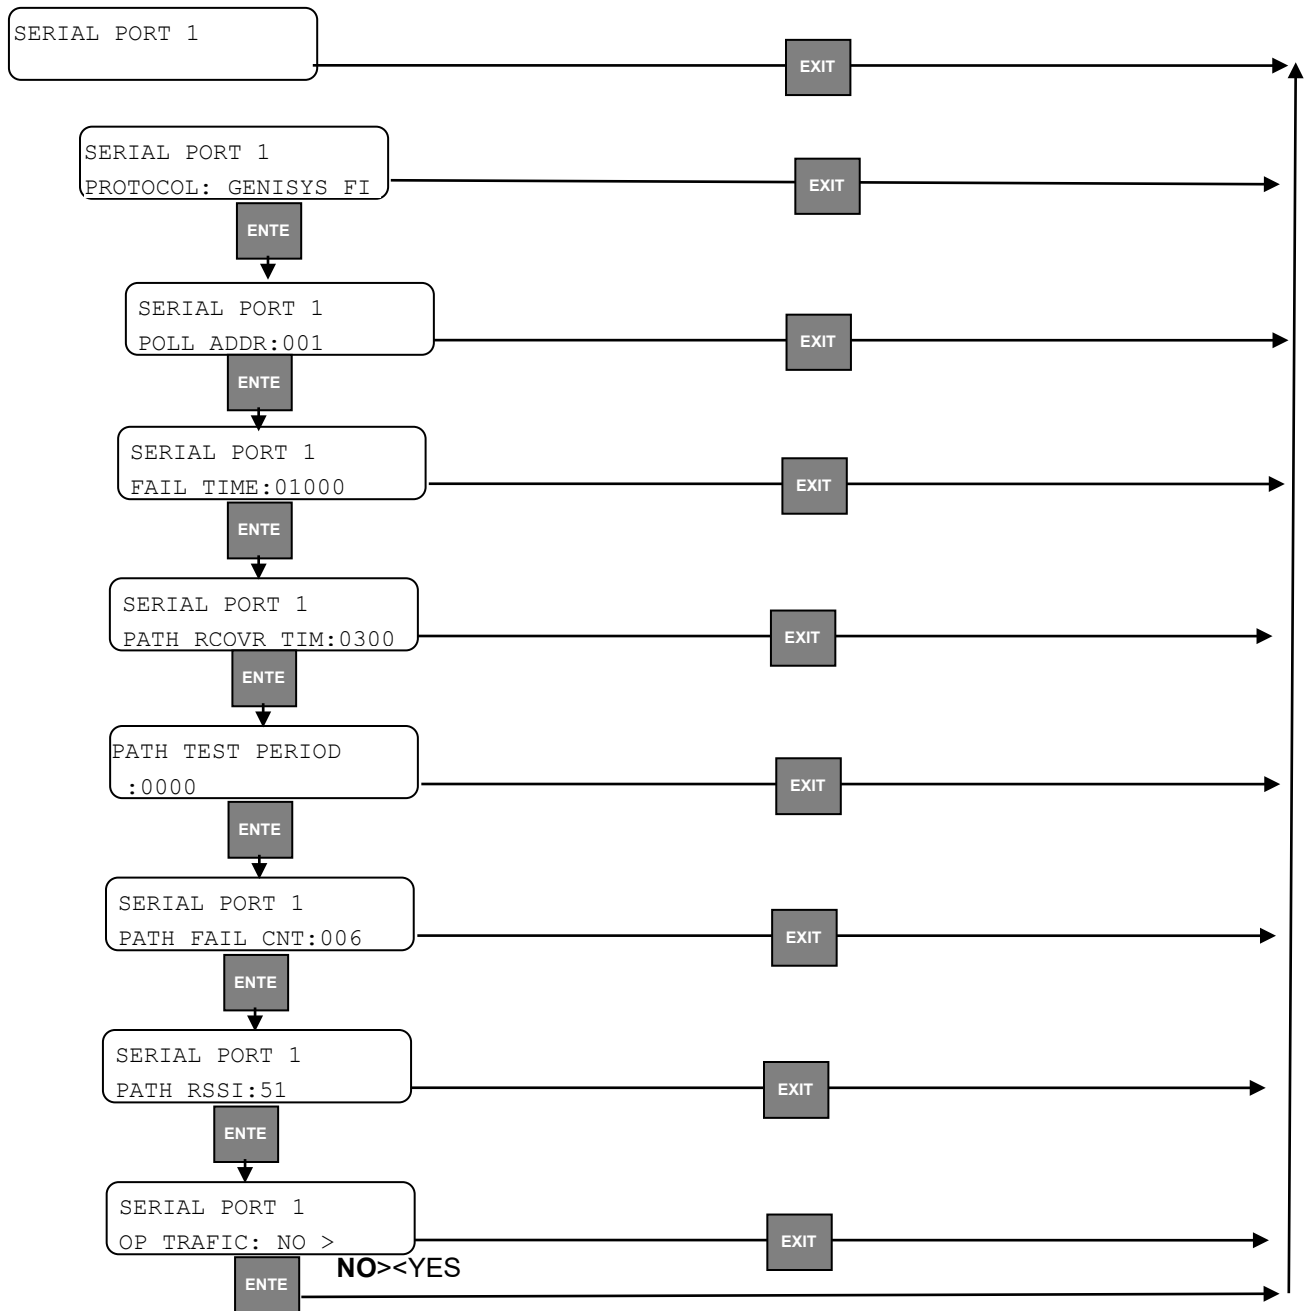 SERIAL PORT 1
EXIT
SERIAL PORT 1
PROTOCOL: GENISYS FI
EXIT
ENTE
SERIAL PORT 1
POLL ADDR:001
EXIT
ENTE
SERIAL PORT 1
FAIL TIME:01000
EXIT
ENTE
SERIAL PORT 1
PATH RCOVR TIM:0300
EXIT
ENTE
PATH TEST PERIOD
:0000
EXIT
ENTE
SERIAL PORT 1
PATH FAIL CNT:006
EXIT
ENTE
SERIAL PORT 1
PATH RSSI:51
EXIT
ENTE
SERIAL PORT 1
OP TRAFIC: NO >
EXIT
NO><YES
ENTE